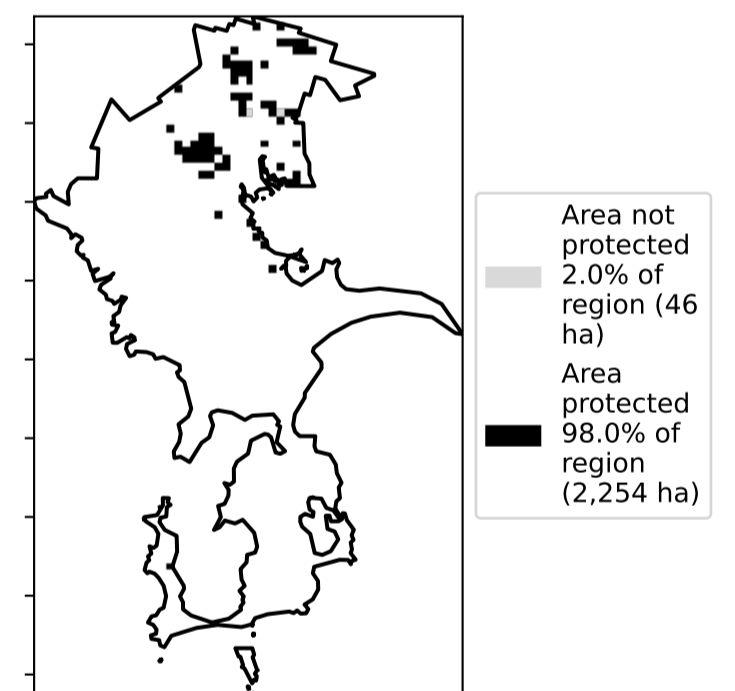 Area not
protected
2.0% of
region (46
ha)
Area
protected
98.0% of
region
(2,254 ha)